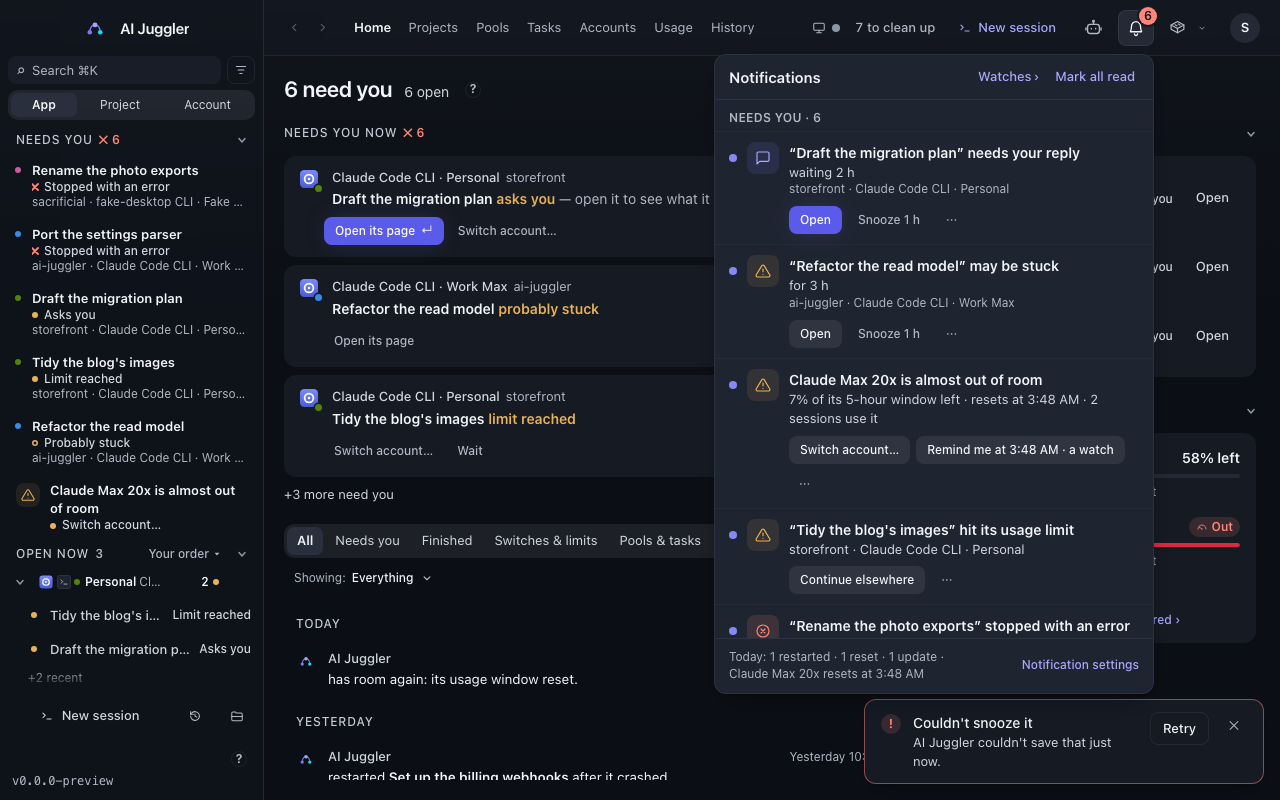 AI Juggler
Search ⌘K
App Project Account
NEEDS YOU 6
Rename the photo exports
Stopped with an error
sacrificial · fake-desktop CLI · Fake ...
Port the settings parser
Stopped with an error
ai-juggler · Claude Code CLI · Work ...
Draft the migration plan
Asks you
storefront · Claude Code CLI · Perso...
Tidy the blog's images
Limit reached
storefront · Claude Code CLI · Perso...
Refactor the read model
Probably stuck
ai-juggler · Claude Code CLI · Work ...
Claude Max 20x is almost out
of room
Switch account...
OPEN NOW 3 Your order
Personal Cl... 2
Tidy the blog's i... Limit reached
Draft the migration p... Asks you
+2 recent
New session
?
v0.0.0-preview
Home Projects Pools Tasks Accounts Usage History
7 to clean up New session 6 S
6 need you 6 open ?
NEEDS YOU NOW 6
Claude Code CLI · Personal storefront
Draft the migration plan asks you — open it to see what it
Open its page Switch account...
Claude Code CLI · Work Max ai-juggler
Refactor the read model probably stuck
Open its page
Claude Code CLI · Personal storefront
Tidy the blog's images limit reached
Switch account... Wait
+3 more need you
All Needs you Finished Switches & limits Pools & tasks
Showing: Everything
TODAY
AI Juggler
has room again: its usage window reset.
YESTERDAY
AI Juggler Yesterday 10:
restarted Set up the billing webhooks after it crashed
Notifications Watches › Mark all read
NEEDS YOU · 6
“Draft the migration plan” needs your reply
waiting 2 h
storefront · Claude Code CLI · Personal
Open Snooze 1 h ...
“Refactor the read model” may be stuck
for 3 h
ai-juggler · Claude Code CLI · Work Max
Open Snooze 1 h ...
Claude Max 20x is almost out of room
7% of its 5-hour window left · resets at 3:48 AM · 2
sessions use it
Switch account... Remind me at 3:48 AM · a watch
...
“Tidy the blog's images” hit its usage limit
storefront · Claude Code CLI · Personal
Continue elsewhere ...
“Rename the photo exports” stopped with an error
Today: 1 restarted · 1 reset · 1 update ·
Claude Max 20x resets at 3:48 AM
Notification settings
you Open
you Open
you Open
58% left
t
Out
t
red ›
Couldn't snooze it
AI Juggler couldn't save that just
now.
Retry